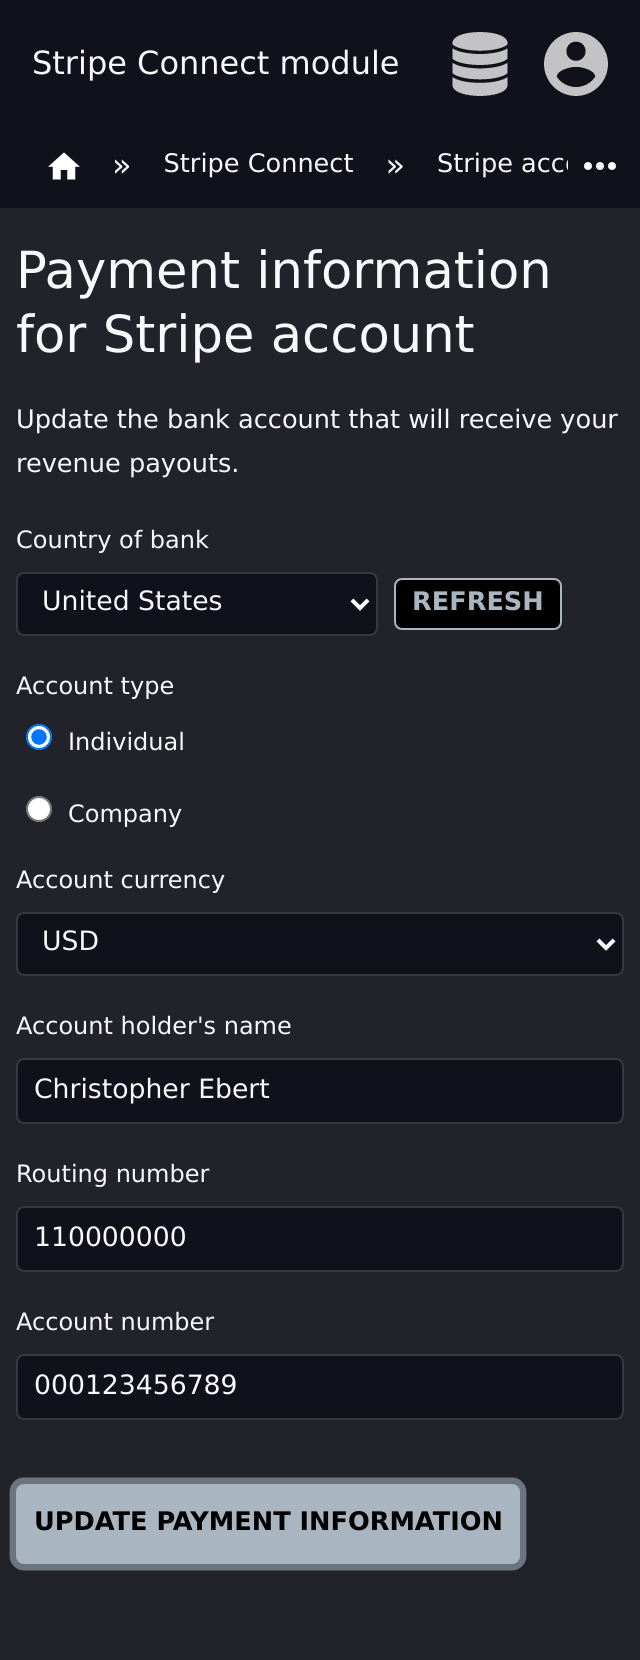 Stripe Connect module
» Stripe Connect » Stripe acc
Payment information
for Stripe account
Update the bank account that will receive your
revenue payouts.
Country of bank
United States REFRESH
Account type
Individual
Company
Account currency
USD
Account holder's name
Christopher Ebert
Routing number
110000000
Account number
000123456789
UPDATE PAYMENT INFORMATION